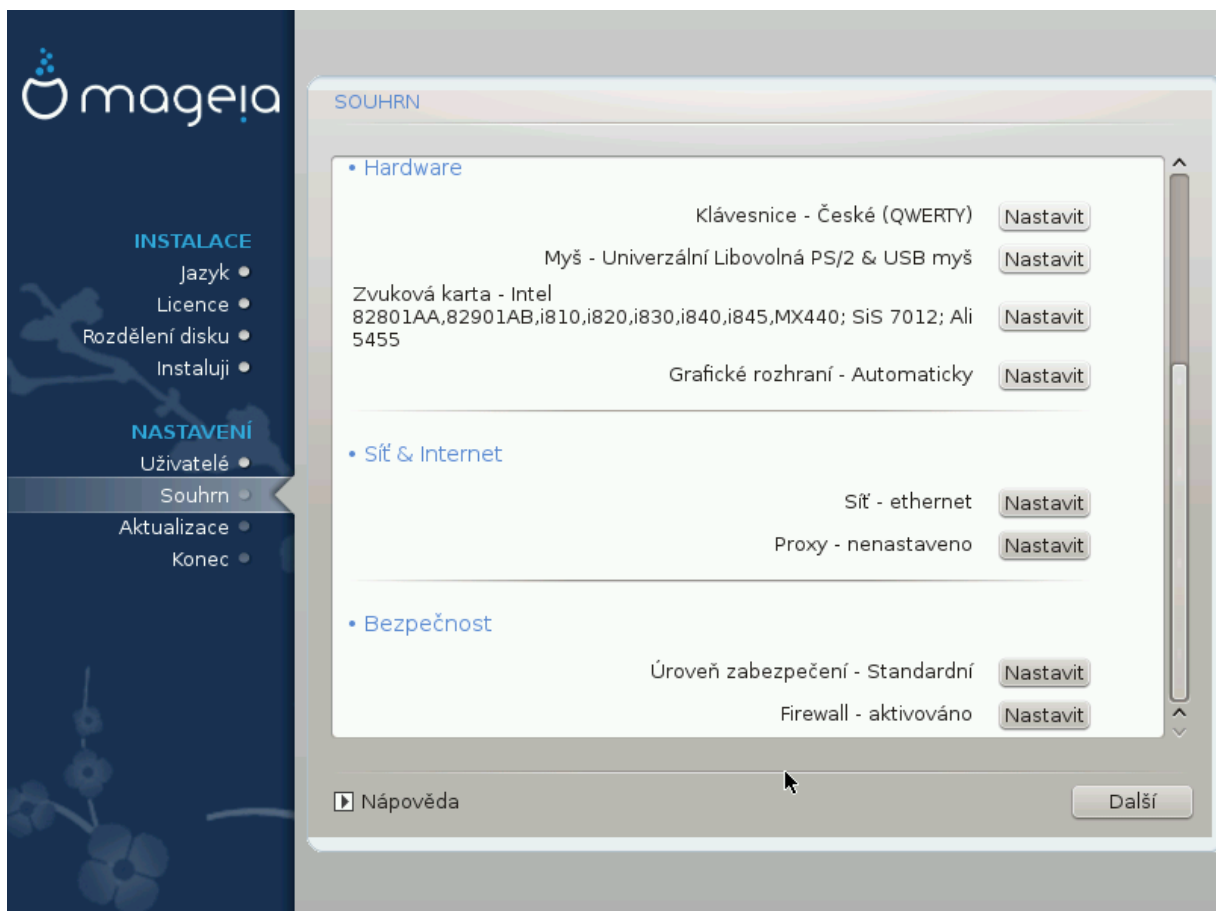 mageia
INSTALACE
Jazyk
Licence
Rozdělení disku
Instaluji
NASTAVENÍ
Uživatelé
Souhrn
Aktualizace
Konec
SOUHRN
• Hardware
Klávesnice - České (QWERTY) Nastavit
Myš - Univerzální Libovolná PS/2 & USB myš Nastavit
Zvuková karta - Intel
82801AA,82901AB,i810,i820,i830,i840,i845,MX440; SiS 7012; Ali Nastavit
5455
Grafické rozhraní - Automaticky Nastavit
• Síť & Internet
Síť - ethernet Nastavit
Proxy - nenastaveno Nastavit
• Bezpečnost
Úroveň zabezpečení - Standardní Nastavit
Firewall - aktivováno Nastavit
Nápověda Další